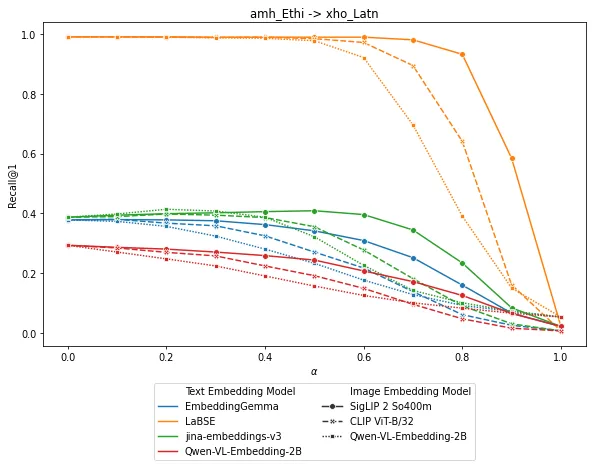 amh_Ethi -> xho_Latn
Recall@1
1.0
0.8
0.6
0.4
0.2
0.0
0.0 0.2 0.4 0.6 0.8 1.0
α
Text Embedding Model
EmbeddingGemma
LaBSE
jina-embeddings-v3
Qwen-VL-Embedding-2B
Image Embedding Model
SigLIP 2 So400m
CLIP ViT-B/32
Qwen-VL-Embedding-2B